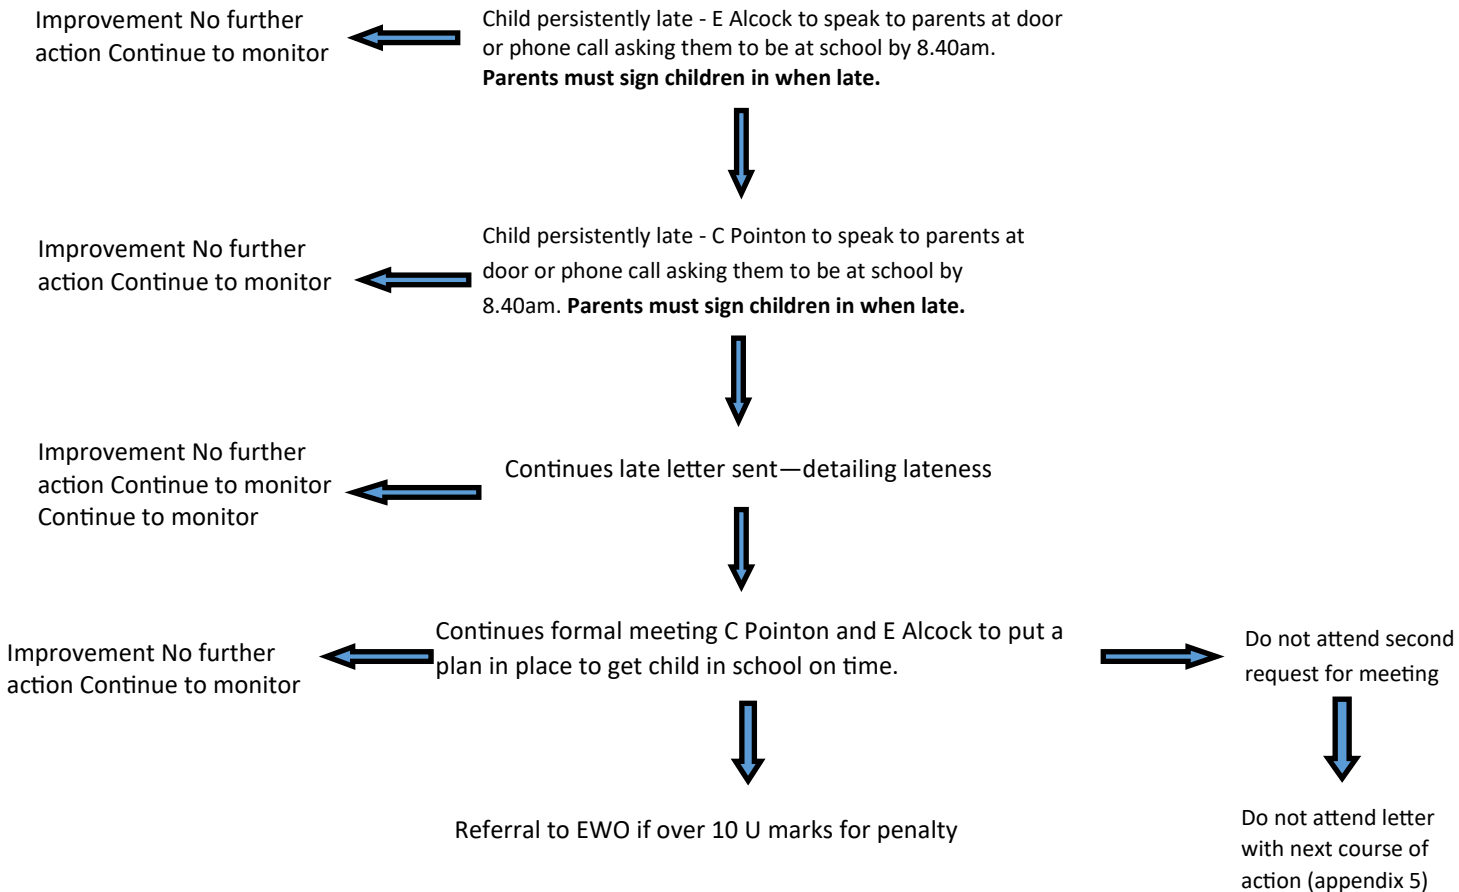 Improvement No further
action Continue to monitor
Child persistently late - E Alcock to speak to parents at door
or phone call asking them to be at school by 8.40am.
Parents must sign children in when late.
Improvement No further
action Continue to monitor
Child persistently late - C Pointon to speak to parents at
door or phone call asking them to be at school by
8.40am. Parents must sign children in when late.
Improvement No further
action Continue to monitor
Continue to monitor
Continues late letter sent—detailing lateness
Improvement No further
action Continue to monitor
Continues formal meeting C Pointon and E Alcock to put a
plan in place to get child in school on time.
Do not attend second
request for meeting
Referral to EWO if over 10 U marks for penalty
Do not attend letter
with next course of
action (appendix 5)